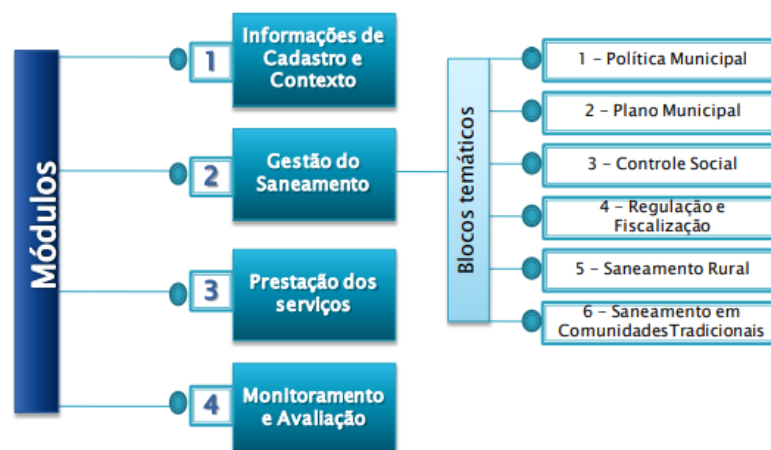 Módulos
1
Informações de
Cadastro e
Contexto
2
Gestão do
Saneamento
3
Prestação dos
serviços
4
Monitoramento
e Avaliação
Blocos temáticos
1 – Política Municipal
2 – Plano Municipal
3 – Controle Social
4 – Regulação e
Fiscalização
5 – Saneamento Rural
6 – Saneamento em
ComunidadesTradicionais